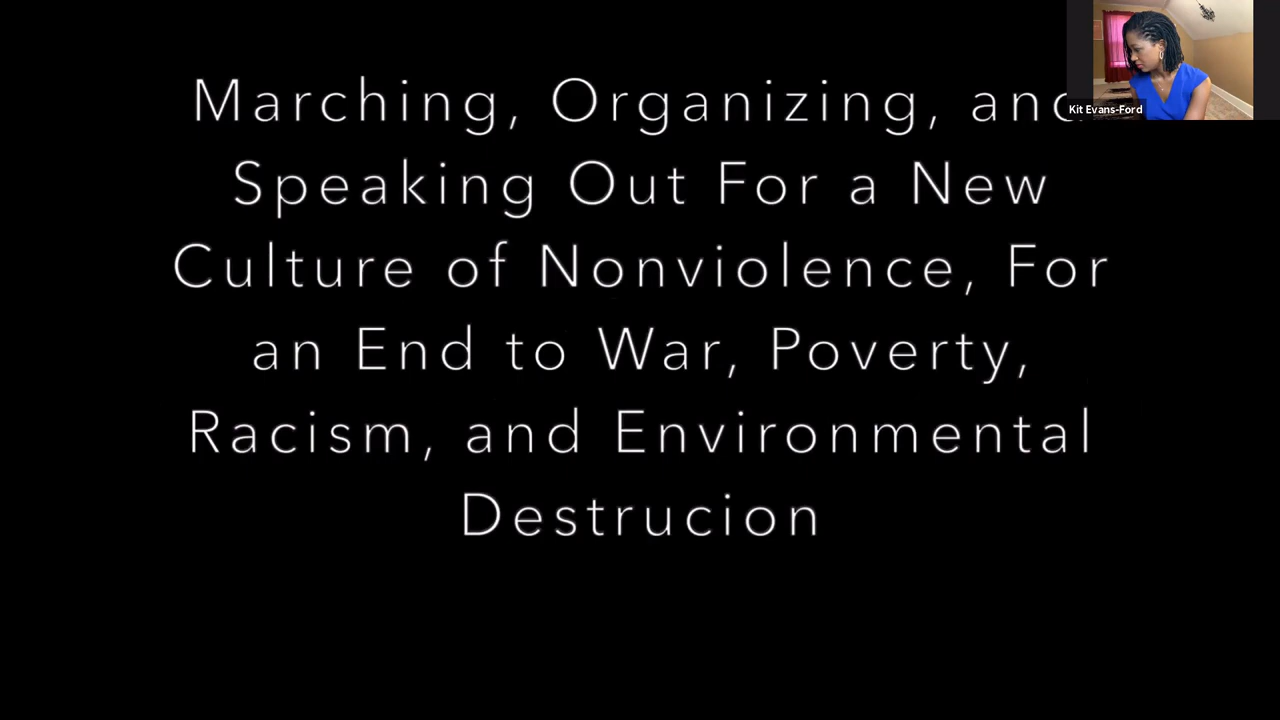 Marching, Organizing, and
Kit Evans-Ford
Speaking Out For a New
Culture of Nonviolence, For
an End to War, Poverty,
Racism, and Environmental
Destrucion